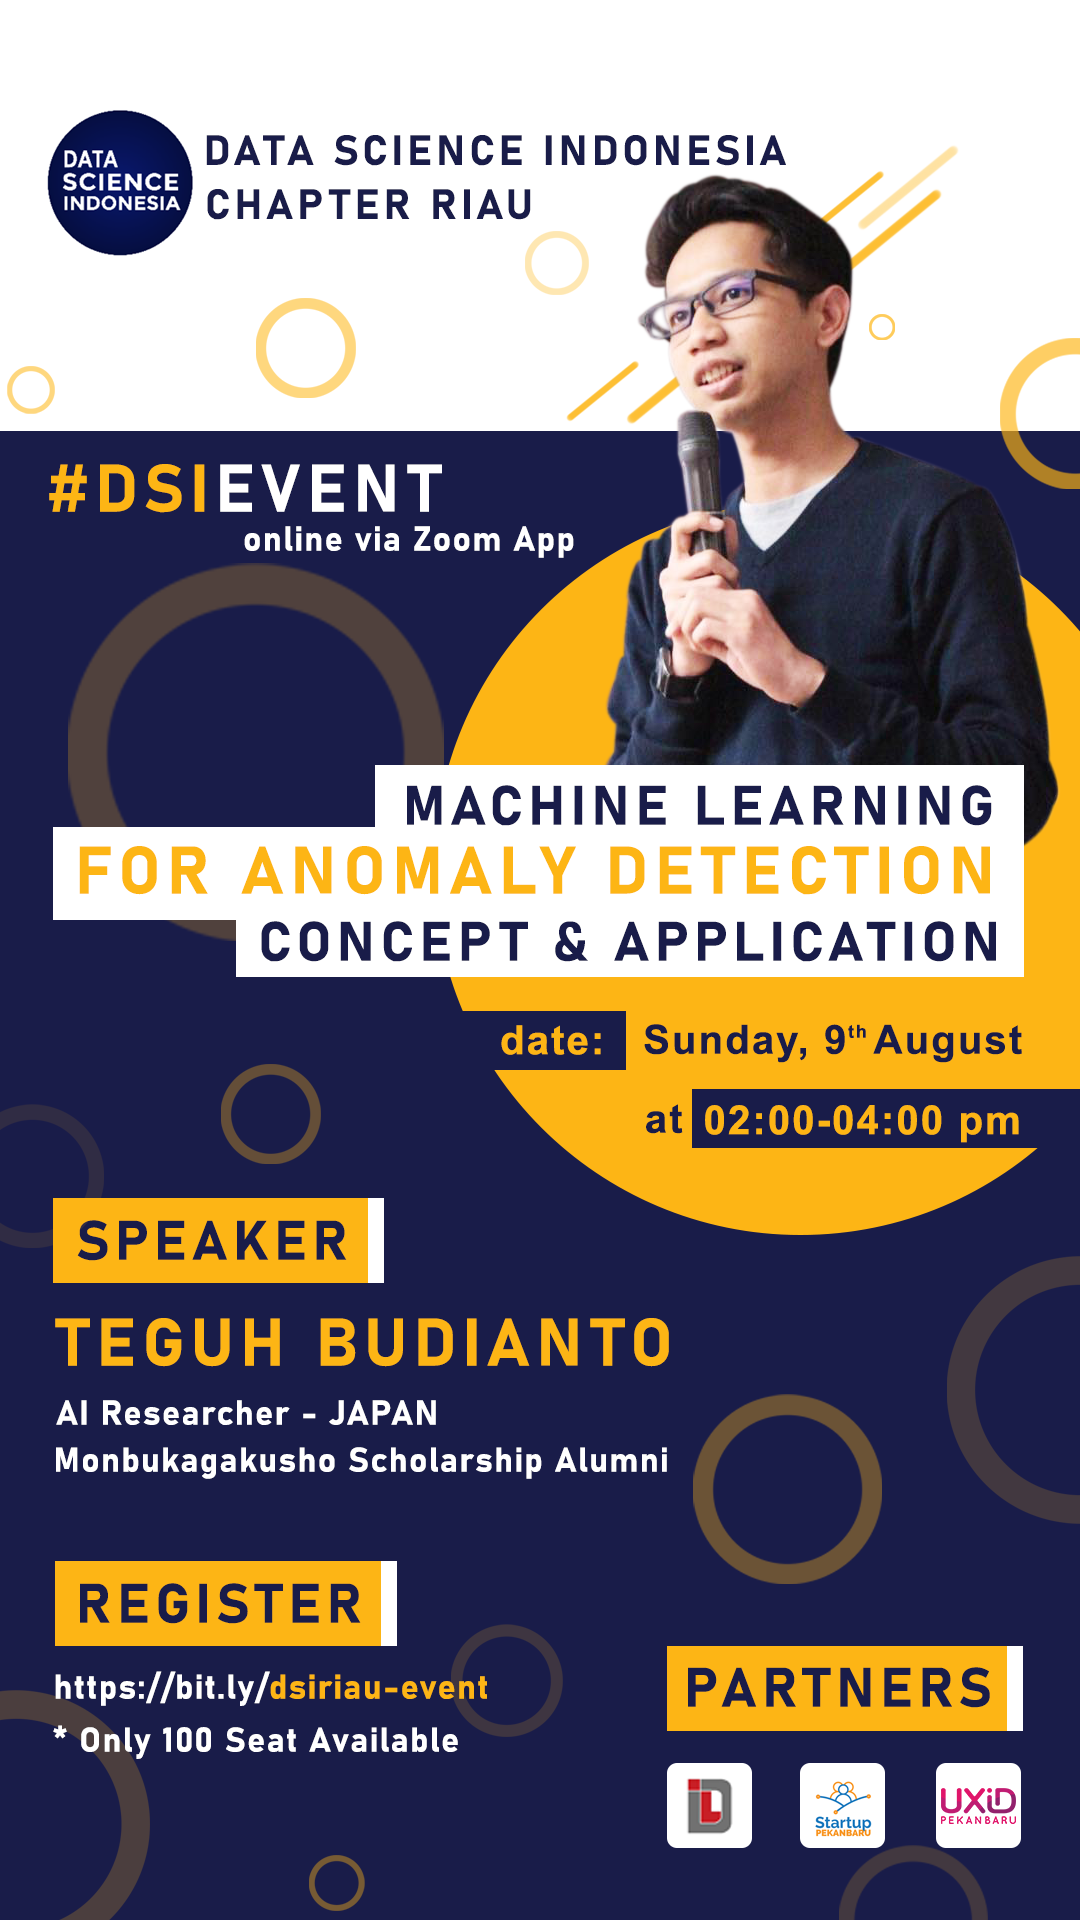 DATA
SCIENCE
INDONESIA
DATA SCIENCE INDONESIA
CHAPTER RIAU
#DSIEVENT
online via Zoom App
MACHINE LEARNING
FOR ANOMALY DETECTION
CONCEPT & APPLICATION
date: Sunday, 9th August
at 02:00-04:00 pm
SPEAKER
TEGUH BUDIANTO
AI Researcher - JAPAN
Monbukagakusho Scholarship Alumni
REGISTER
https://bit.ly/dsiriau-event
* Only 100 Seat Available
PARTNERS
Startup
PEKANBARU
UXiD
PEKANBARU